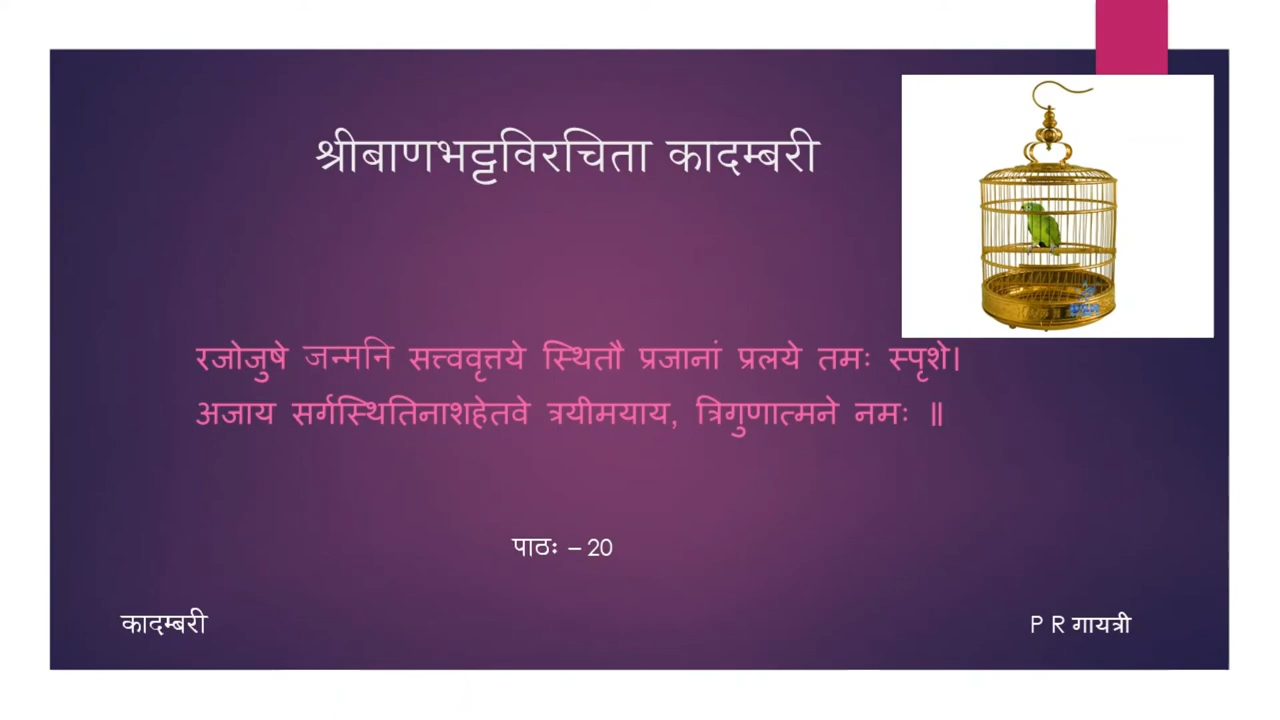 श्रीबाणभट्टविरचिता कादम्बरी
रजोजुषे जन्मनि सत्त्ववृत्तये स्थितौ प्रजानां प्रलये तमः स्पृशे।
अजाय सर्गस्थितिनाशहेतवे त्रयीमयाय, त्रिगुणात्मने नमः ॥
पाठः – 20
कादम्बरी
P R गायत्री